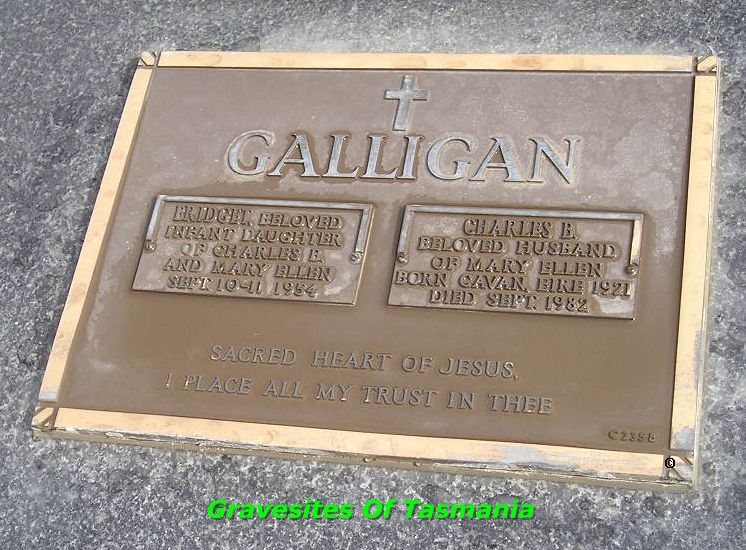 GALLIGAN
BRIDGET, BELOVED
INFANT DAUGHTER
OF CHARLES B.
AND MARY ELLEN
SEPT. 10-11 1954
CHARLES B.
BELOVED HUSBAND
OF MARY ELLEN
BORN CAVAN, EIRE 1921
DIED SEPT. 1982
SACRED HEART OF JESUS,
I PLACE ALL MY TRUST IN THEE
C235B
©
Gravesites Of Tasmania